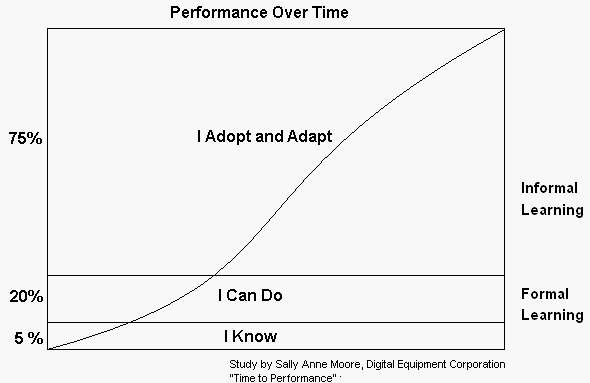 Performance Over Time
75%
I Adopt and Adapt
Informal
Learning
20%
I Can Do
Formal
Learning
5 %
I Know
Study by Sally Anne Moore, Digital Equipment Corporation
"Time to Performance"